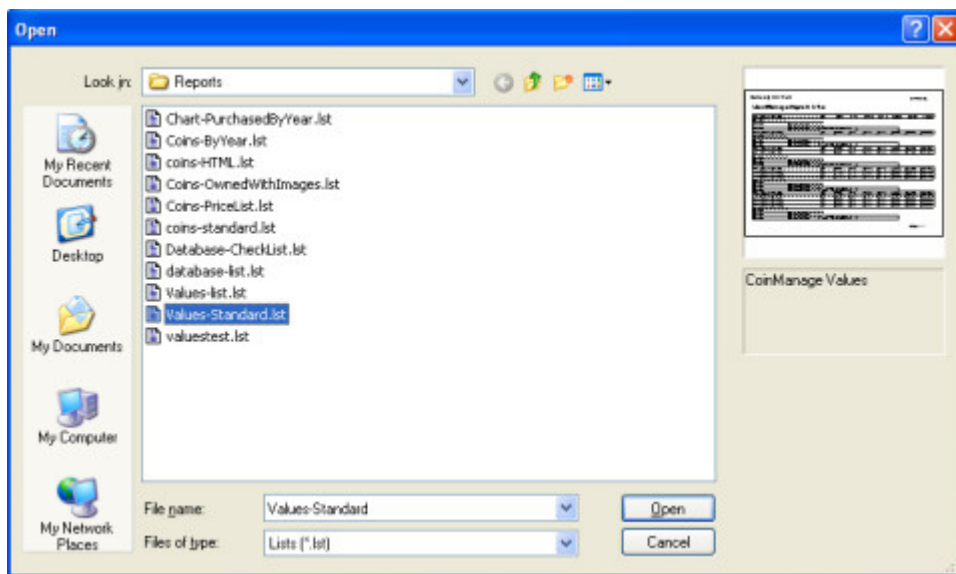 Open
Look in: Reports
My Recent
Documents
Desktop
My Documents
My Computer
My Network
Places
Chart-PurchasedByYear.lst
Coins-ByYear.lst
coins-HTML.lst
Coins-OwnedWithImages.lst
Coins-PriceList.lst
coins-standard.lst
Database-CheckList.lst
database-list.lst
Values-list.lst
Values-Standard.lst
valuestest.lst
File name: Values-Standard
Open
Files of type: Lists (*.lst)
Cancel
CoinManage Values